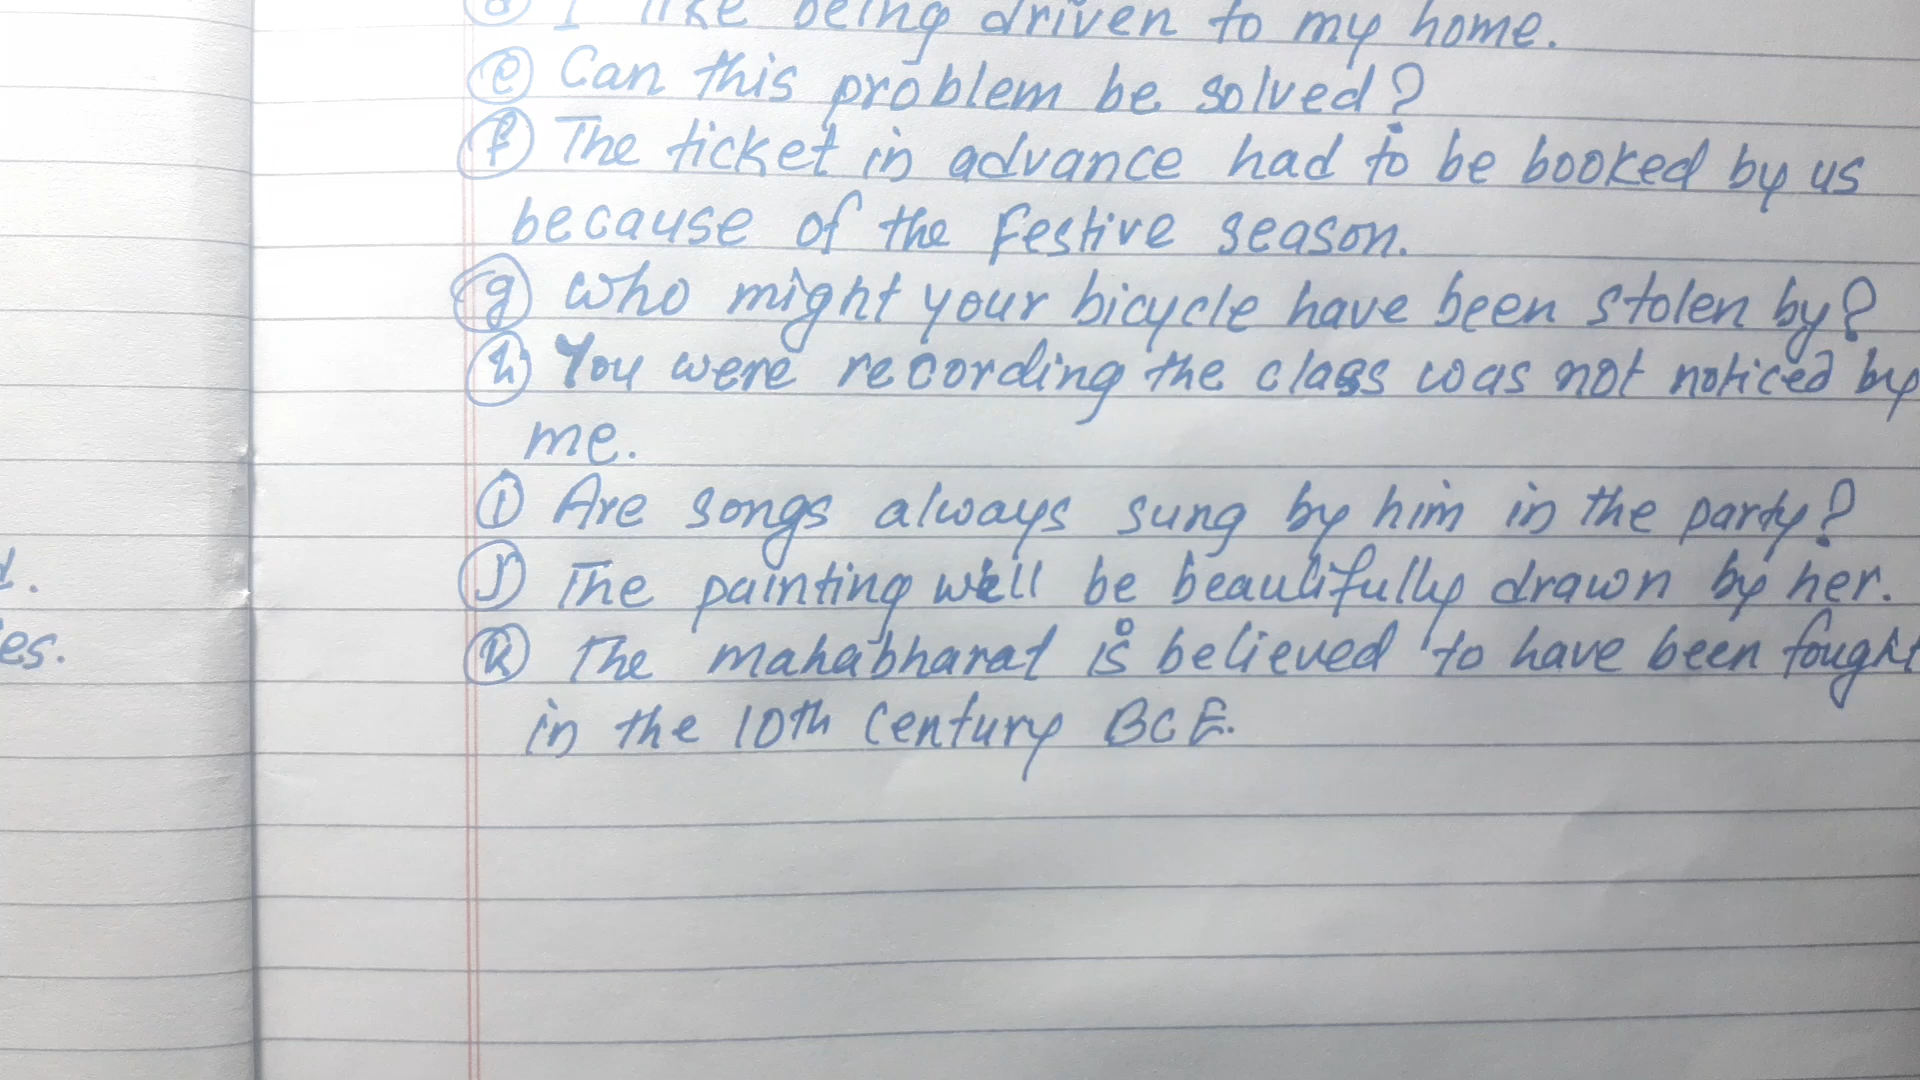 d.
es.
I like being driven to my home.
(e) Can this problem be solved?
(f) The ticket in advance had to be booked by us
because of the festive season.
(g) Who might your bicycle have been stolen by?
(h) You were recording the class was not noticed by
me.
(i) Are songs always sung by him in the party?
(j) The painting will be beautifully drawn by her.
(k) The mahabharat is believed to have been fought
in the 10th Century BCE.